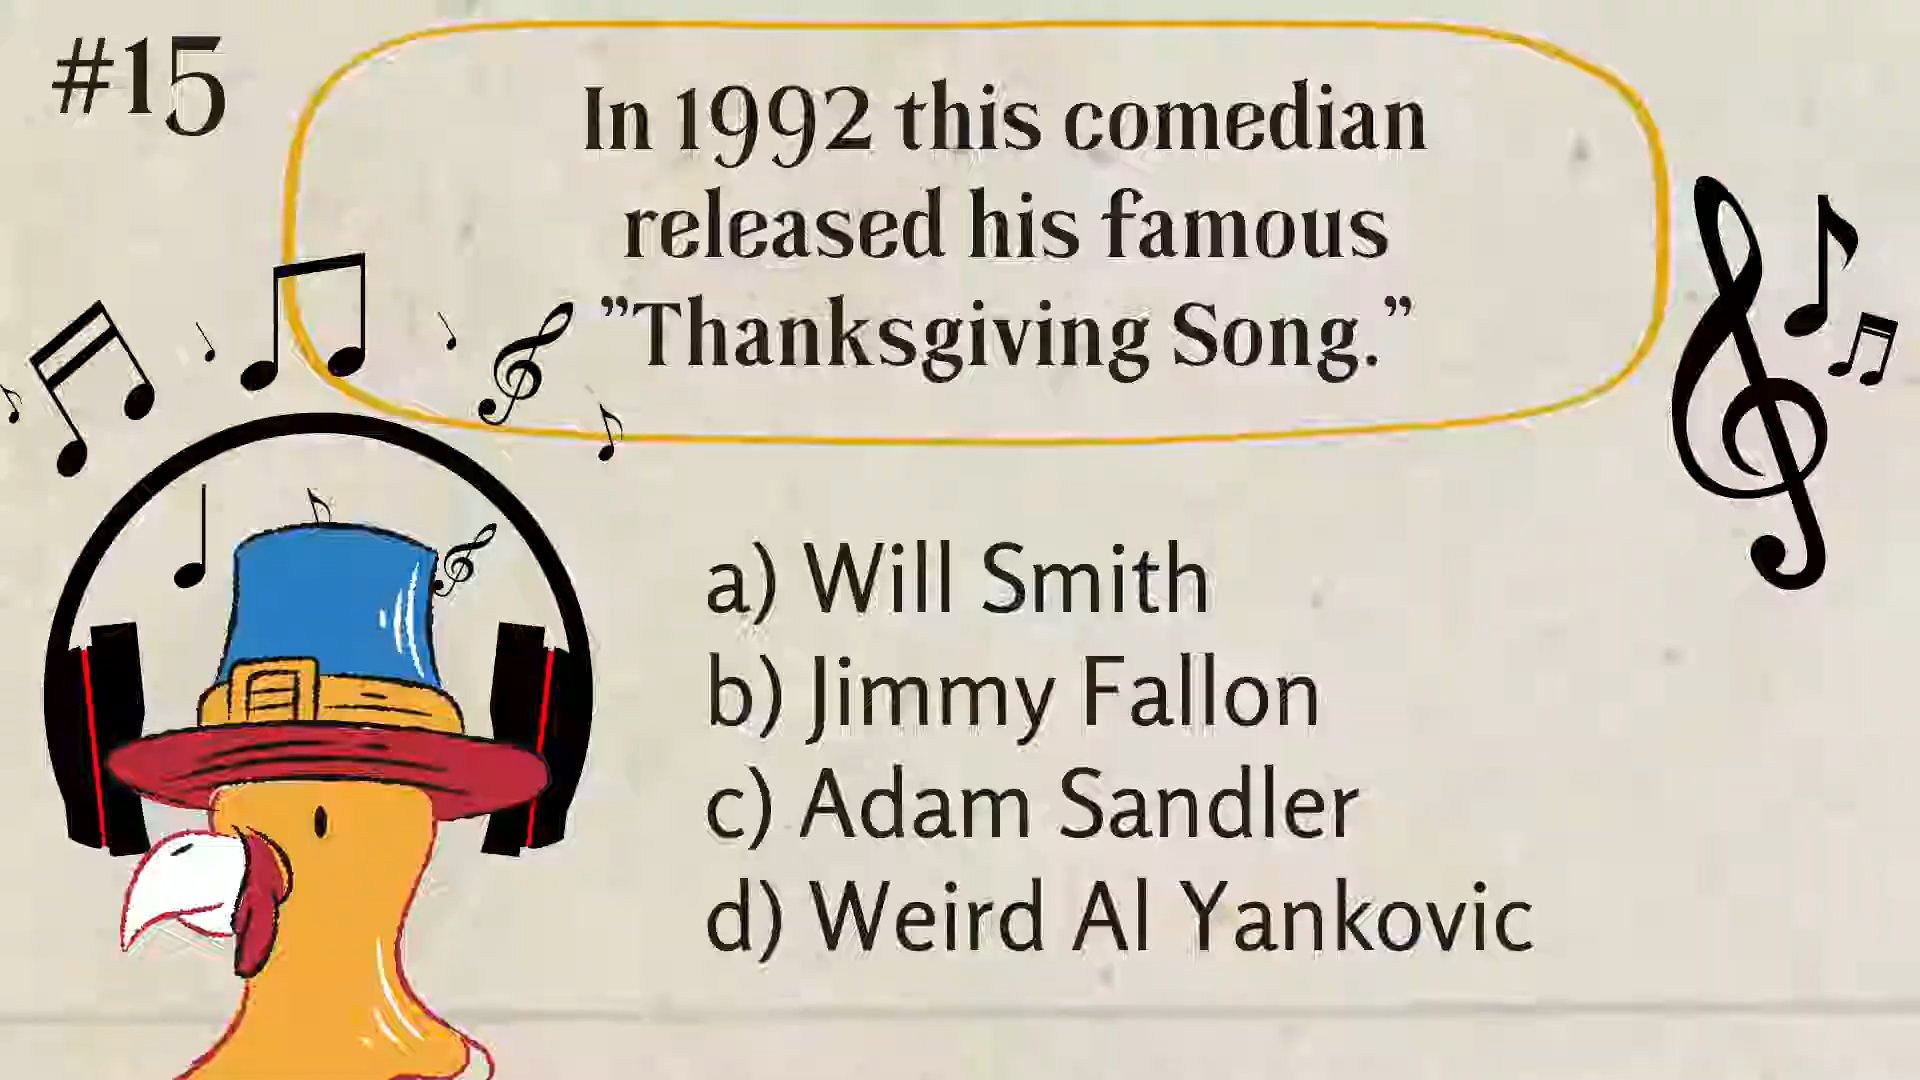 #15
In 1992 this comedian
released his famous
”Thanksgiving Song.”
a) Will Smith
b) Jimmy Fallon
c) Adam Sandler
d) Weird Al Yankovic